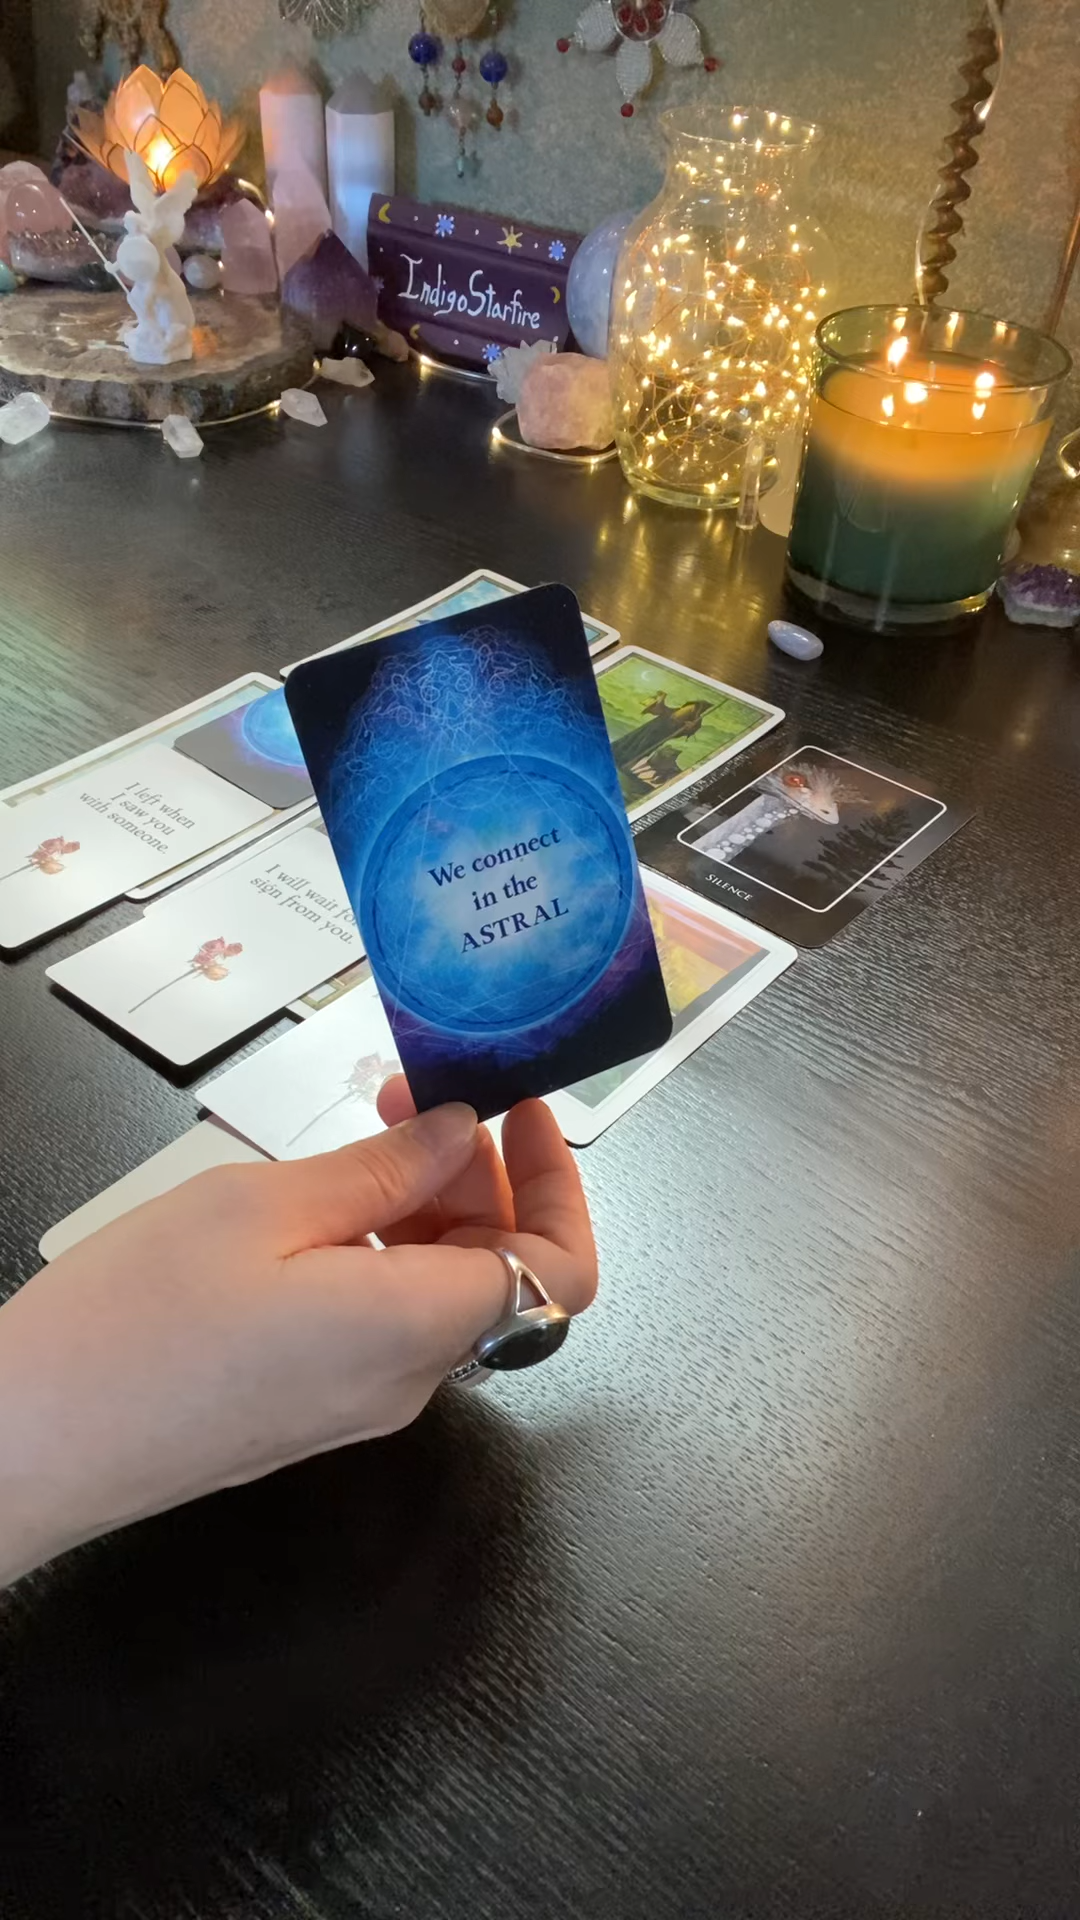 IndigoStarfire
We connect
in the
ASTRAL
I left when
I saw you
with someone.
I will wait for
sign from you.
SILENCE